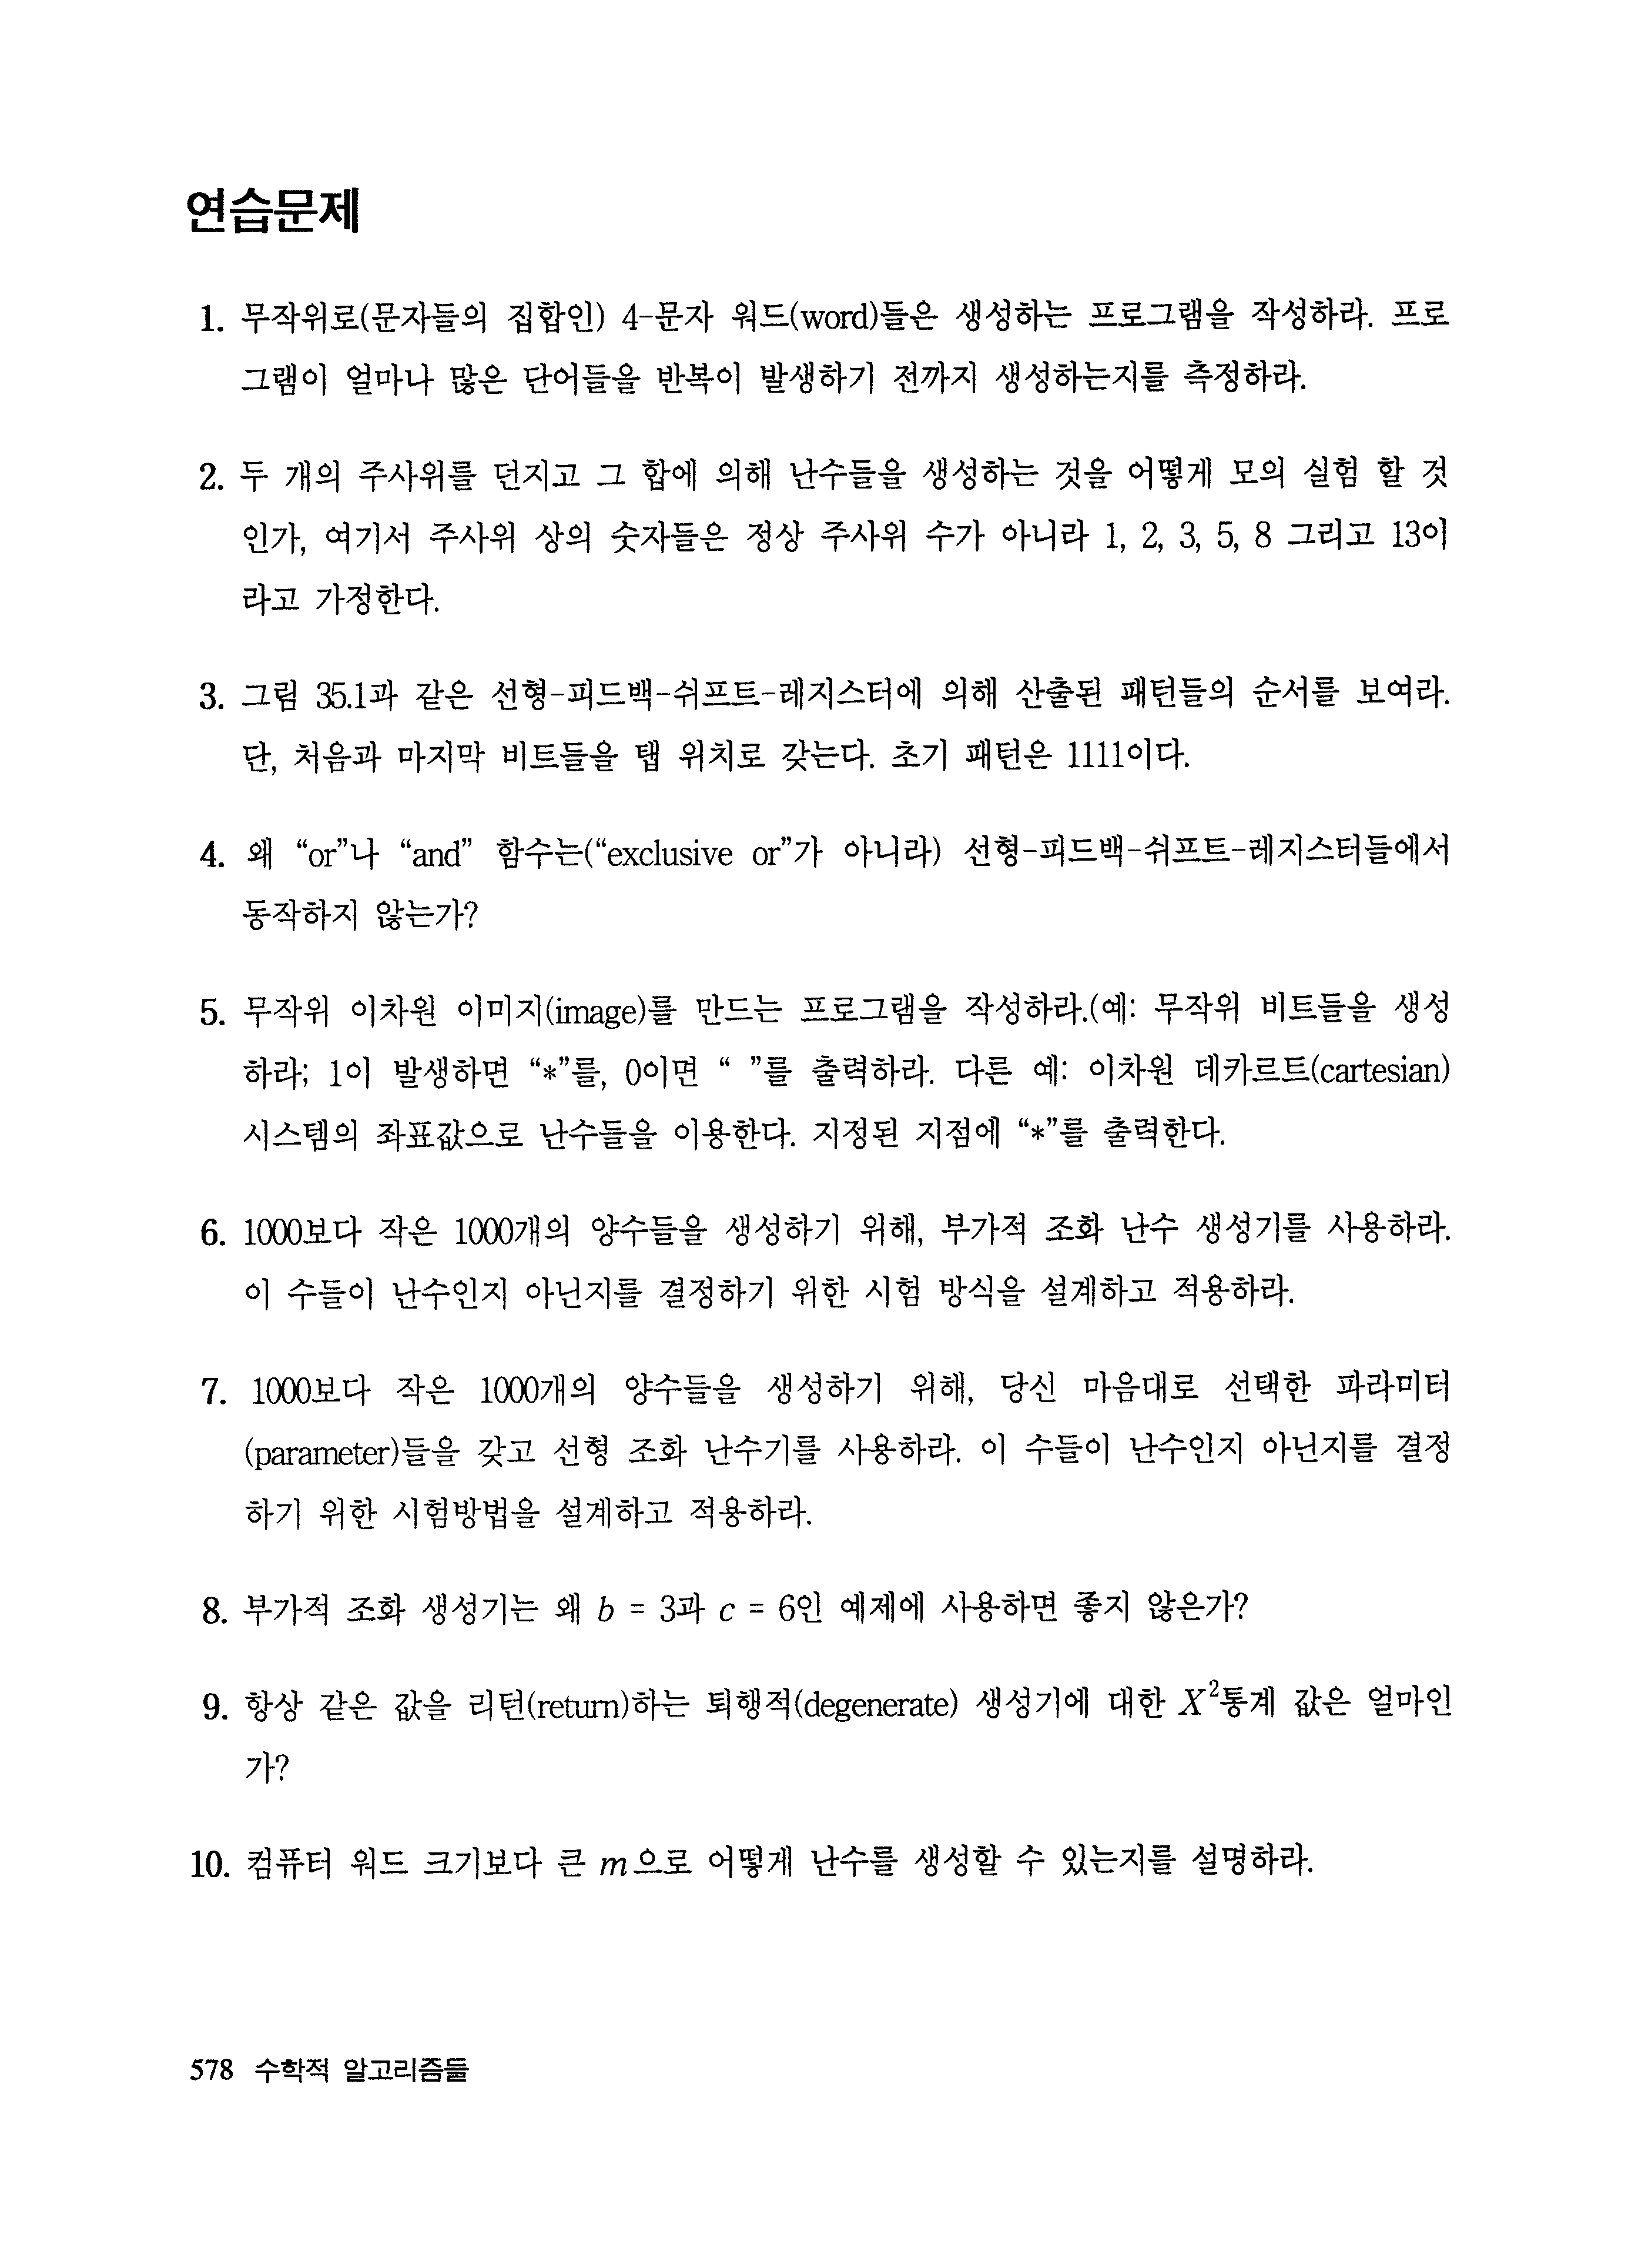 연습문제
1. 무작위로(문자들의 집합인) 4-문자 워드(word)들은 생성하는 프로그램을 작성하라. 프로
그램이 얼마나 많은 단어들을 반복이 발생하기 전까지 생성하는지를 측정하라.
2. 두 개의 주사위를 던지고 그 합에 의해 난수들을 생성하는 것을 어떻게 모의 실험 할 것
인가, 여기서 주사위 상의 숫자들은 정상 주사위 수가 아니라 1, 2, 3, 5, 8 그리고 13이
라고 가정한다.
3. 그림 35.1과 같은 선형-피드백-쉬프트-레지스터에 의해 산출된 패턴들의 순서를 보여라.
단, 처음과 마지막 비트들을 탭 위치로 갖는다. 초기 패턴은 1111이다.
4. 왜 “or”나 “and” 함수는(“exclusive or”가 아니라) 선형-피드백-쉬프트-레지스터들에서
동작하지 않는가?
5. 무작위 이차원 이미지(image)를 만드는 프로그램을 작성하라.(예: 무작위 비트들을 생성
하라; 1이 발생하면 “*”를, 0이면 “ ”를 출력하라. 다른 예: 이차원 데카르트(cartesian)
시스템의 좌표값으로 난수들을 이용한다. 지정된 지점에 “*”를 출력한다.
6. 1000보다 작은 1000개의 양수들을 생성하기 위해, 부가적 조화 난수 생성기를 사용하라.
이 수들이 난수인지 아닌지를 결정하기 위한 시험 방식을 설계하고 적용하라.
7. 1000보다 작은 1000개의 양수들을 생성하기 위해, 당신 마음대로 선택한 파라미터
(parameter)들을 갖고 선형 조화 난수기를 사용하라. 이 수들이 난수인지 아닌지를 결정
하기 위한 시험방법을 설계하고 적용하라.
8. 부가적 조화 생성기는 왜 b = 3과 c = 6인 예제에 사용하면 좋지 않은가?
9. 항상 같은 값을 리턴(return)하는 퇴행적(degenerate) 생성기에 대한 X²통계 값은 얼마인
가?
10. 컴퓨터 워드 크기보다 큰 m으로 어떻게 난수를 생성할 수 있는지를 설명하라.
578 수학적 알고리즘들